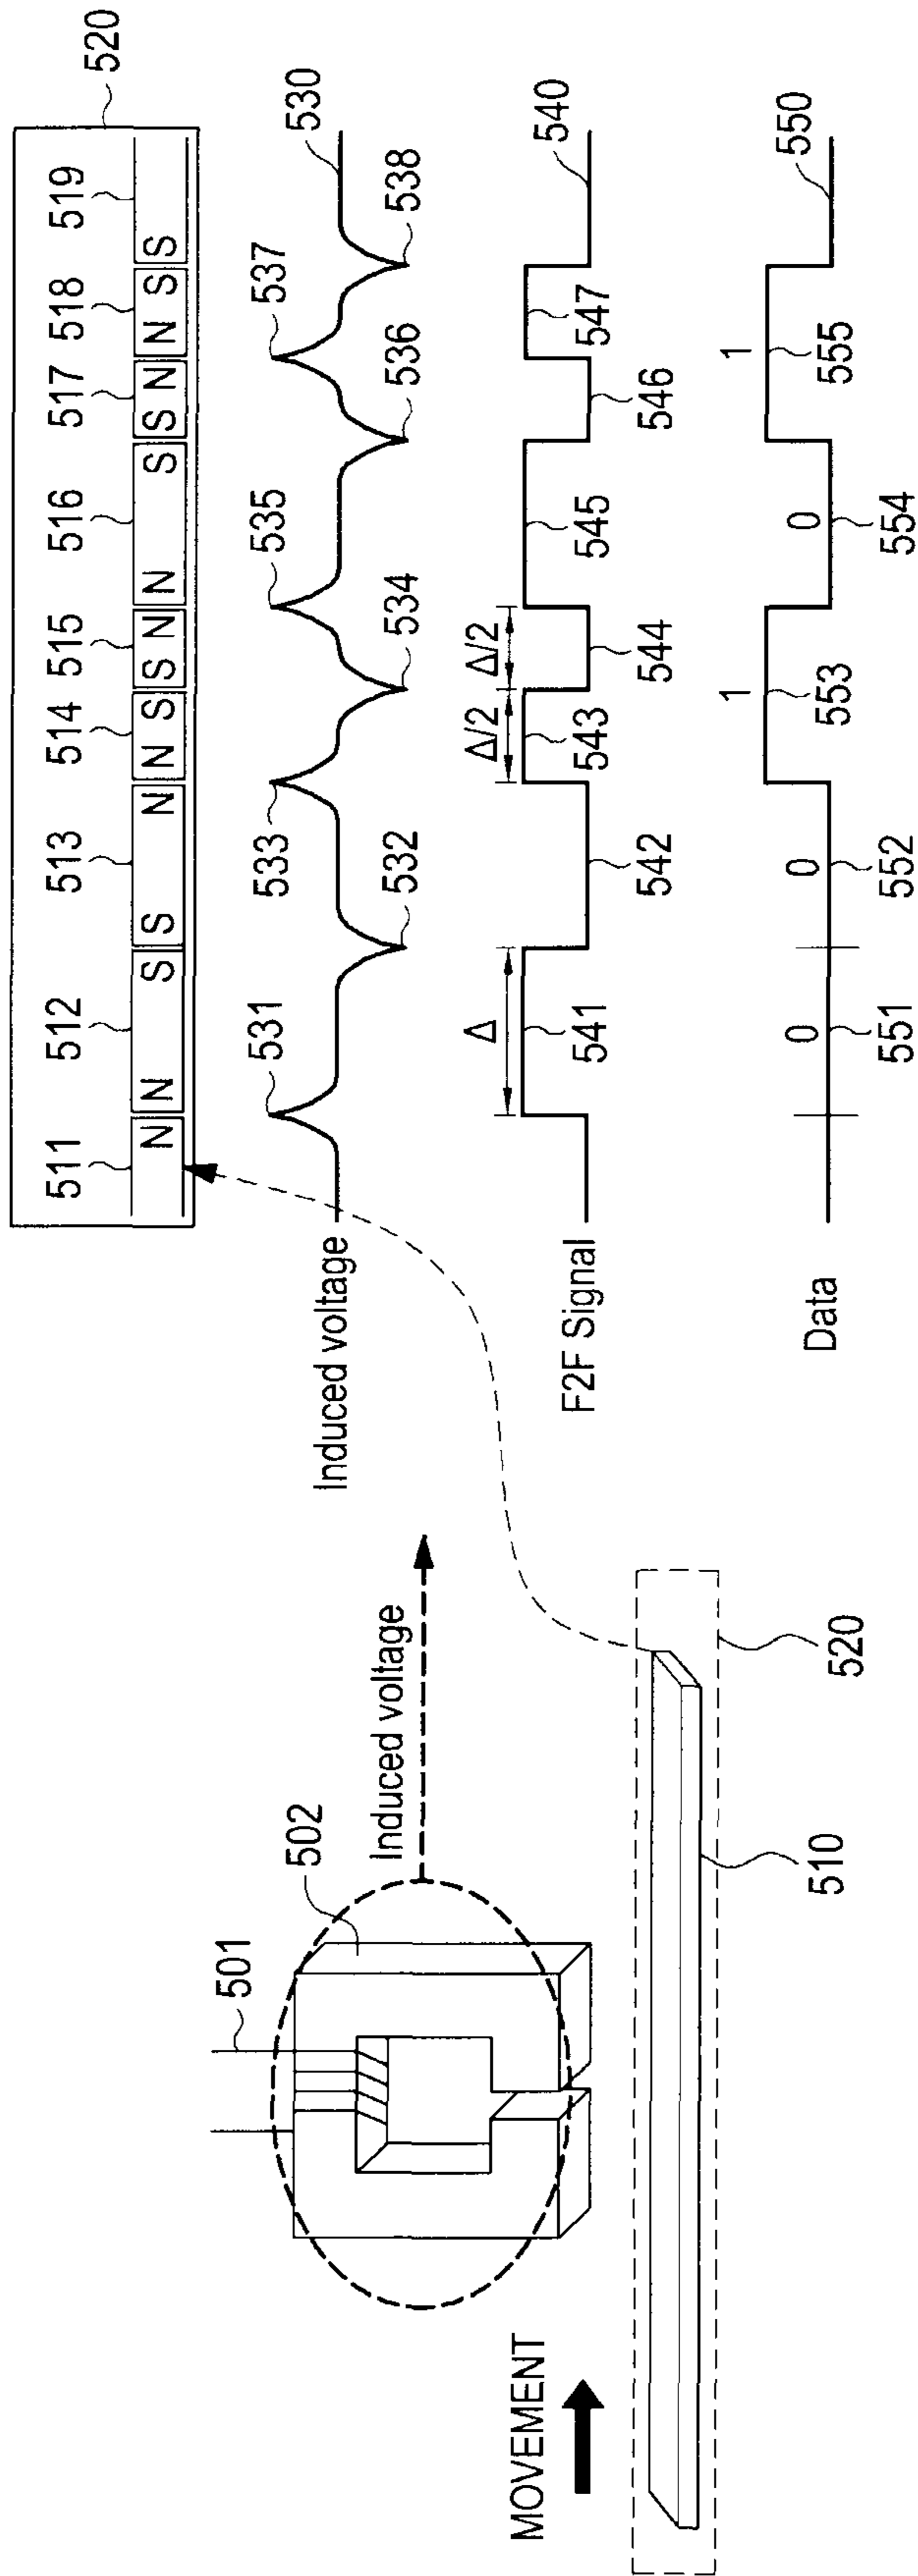 520
511 512 513 514 515 516 517 518 519
N N S S N N S S N N S S N N S S
531 533 535 537 530
Induced voltage
532 534 536 538
Δ Δ/2 Δ/2
540
F2F Signal
541 542 543 544 545 546 547
0 0 1 0 1
550
Data
551 552 553 554 555
501
502
Induced voltage
MOVEMENT
520
510